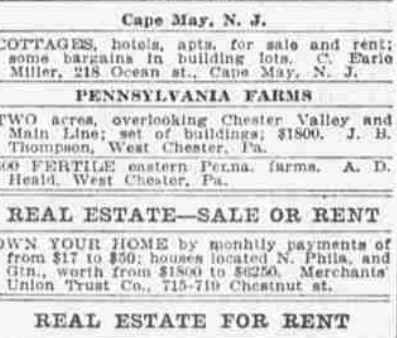 Cape May, N. J.
COTTAGES, hotels, apts. for sale and rent;
some bargains in building lots. C. Earle
Miller, 218 Ocean st., Cape May, N. J.
PENNSYLVANIA FARMS
TWO acres, overlooking Chester Valley and
Main Line; set of buildings; $1800. J. B.
Thompson, West Chester, Pa.
00 FERTILE eastern Penna. farms. A. D.
Heald, West Chester, Pa.
REAL ESTATE—SALE OR RENT
OWN YOUR HOME by monhtly payments of
from $17 to $50; houses located N. Phila, and
Gtn., worth from $1800 to $6250. Merchants'
Union Trust Co., 715-719 Chestnut st.
REAL ESTATE FOR RENT